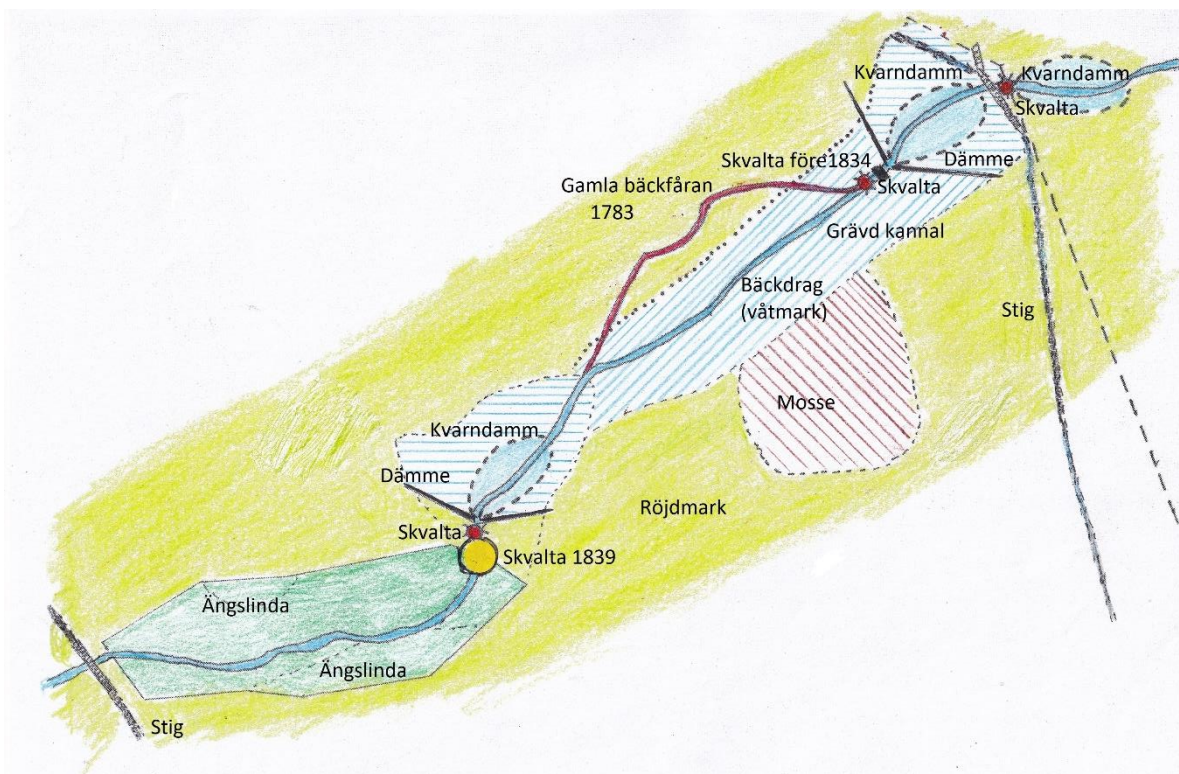 Kvarndamm
Kvarndamm
Skvalta
Skvalta före1834
Dämme
Gamla bäckfåran
1783
Skvalta
Grävd kannal
Bäckdrag
(våtmark)
Stig
Mosse
Kvarndamm
Dämme
Röjdmark
Skvalta
Skvalta 1839
Ängslinda
Ängslinda
Stig